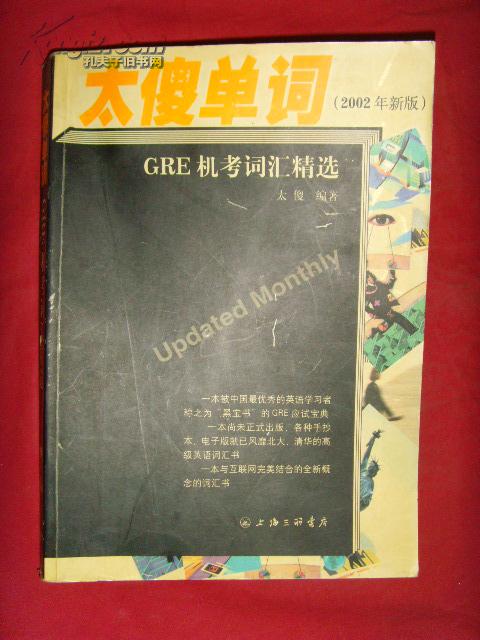 Kongfz.com
孔夫子旧书网
太傻单词
(2002年新版)
GRE 机考词汇精选
太傻 编著
Updated Monthly
一本被中国最优秀的英语学习者
称之为“黑宝书”的GRE应试宝典
一本尚未正式出版、各种手抄
本、电子版就已风靡北大、清华的高
级英语词汇书
一本与互联网完美结合的全新概
念的词汇书
上海三联书店